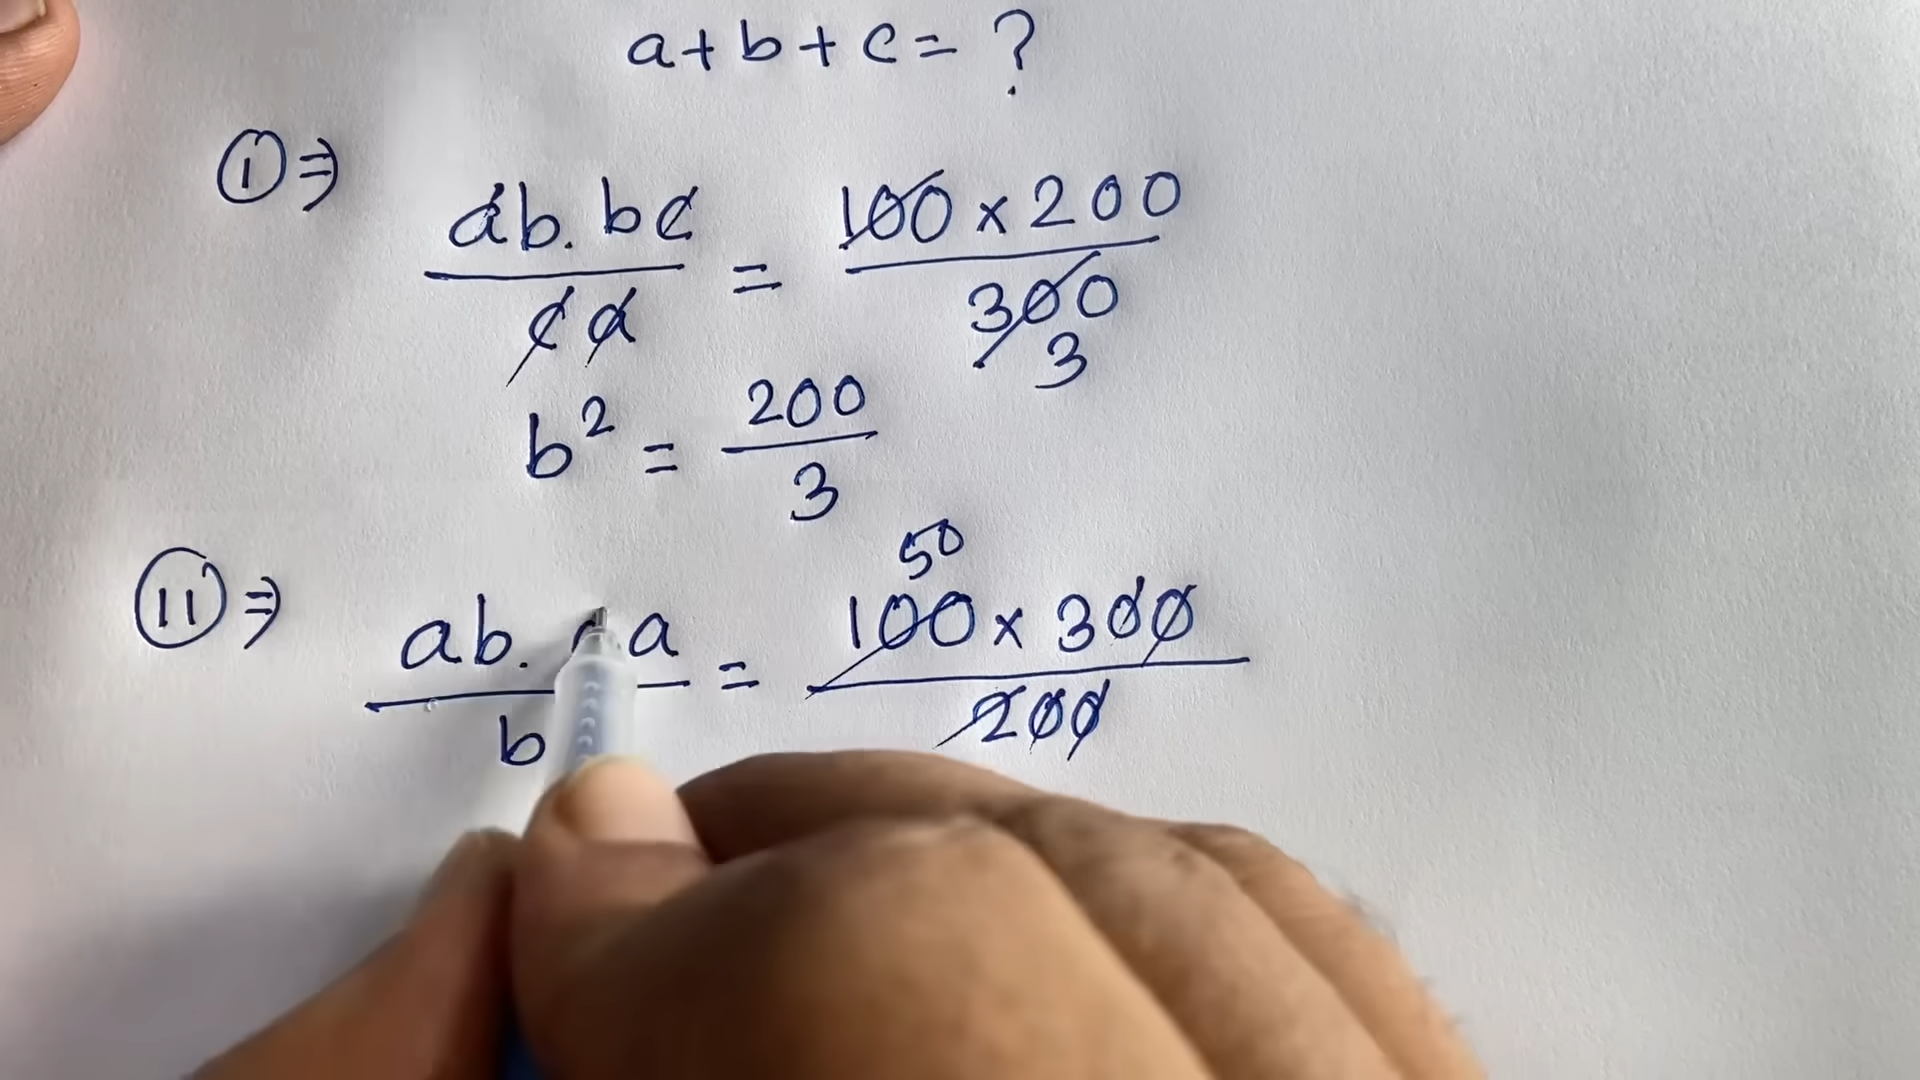 a+b+c=?
① ⇒ ab.bc/ca = 100×200/300
3
b² = 200/3
50
⑪ ⇒ ab. a/b = 100×300/200